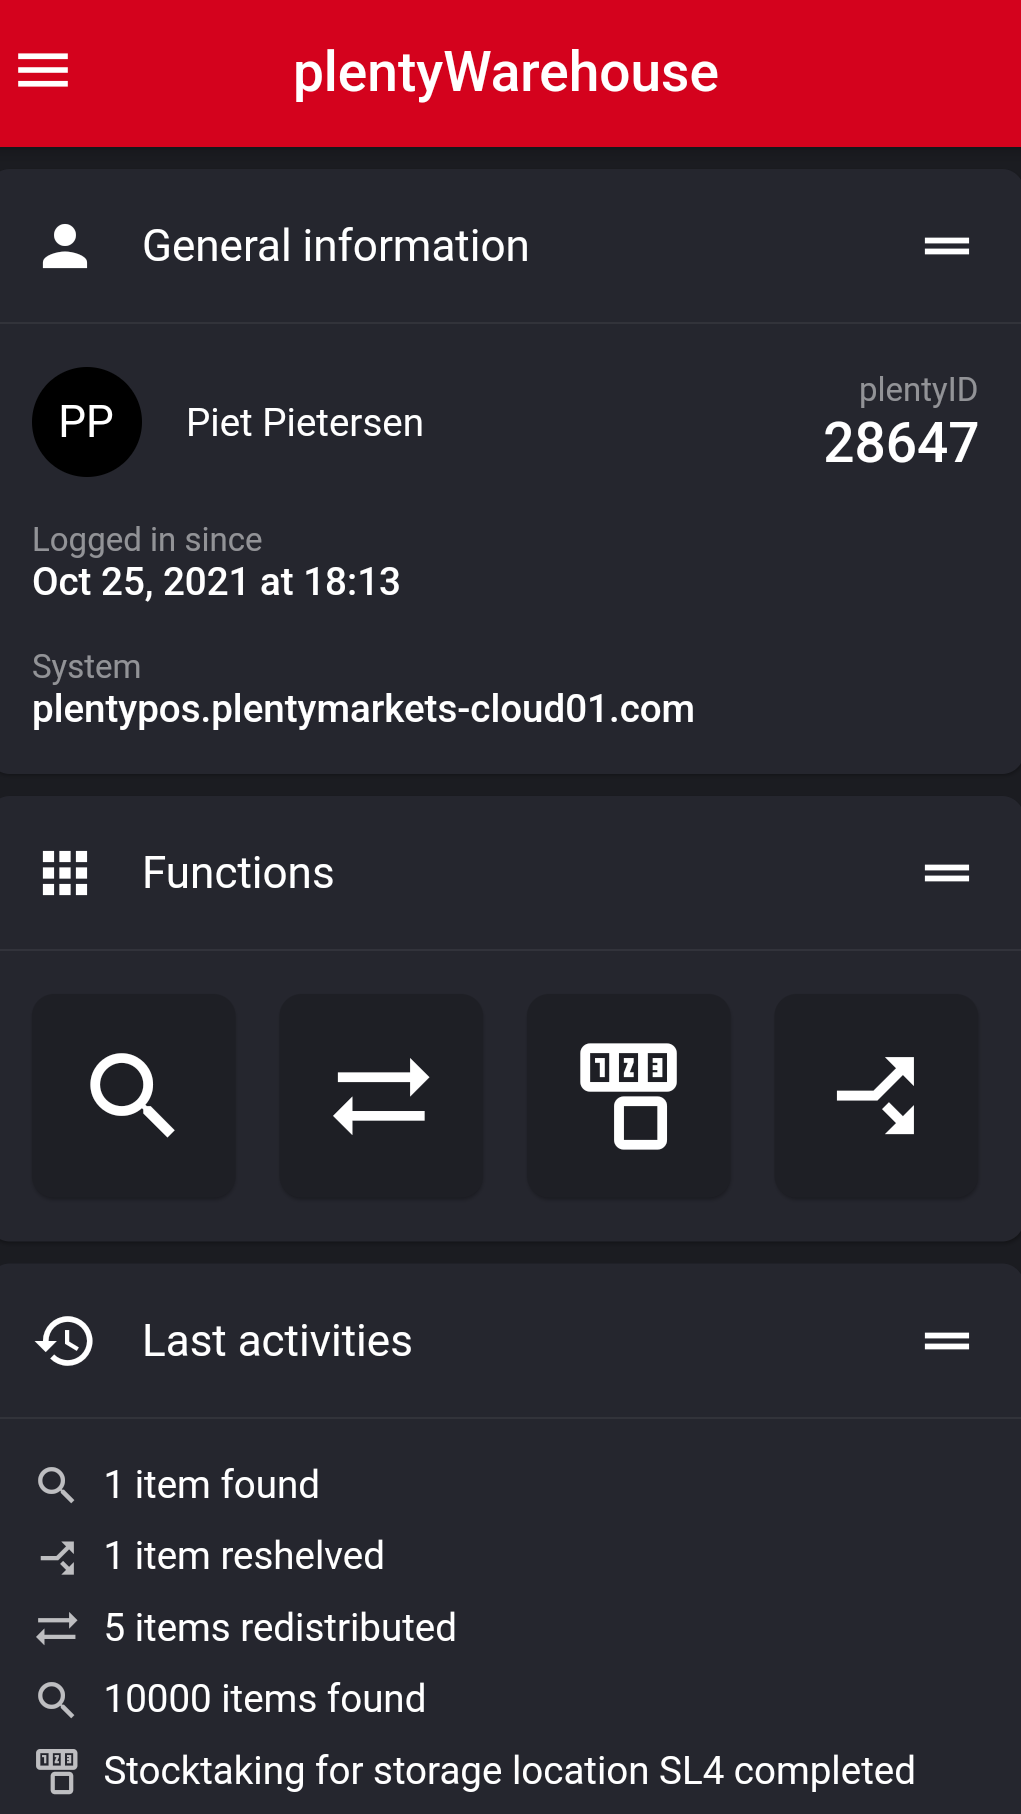 plentyWarehouse
General information
PP
Piet Pietersen
plentyID
28647
Logged in since
Oct 25, 2021 at 18:13
System
plentypos.plentymarkets-cloud01.com
Functions
123
Last activities
1 item found
1 item reshelved
5 items redistributed
10000 items found
123
Stocktaking for storage location SL4 completed